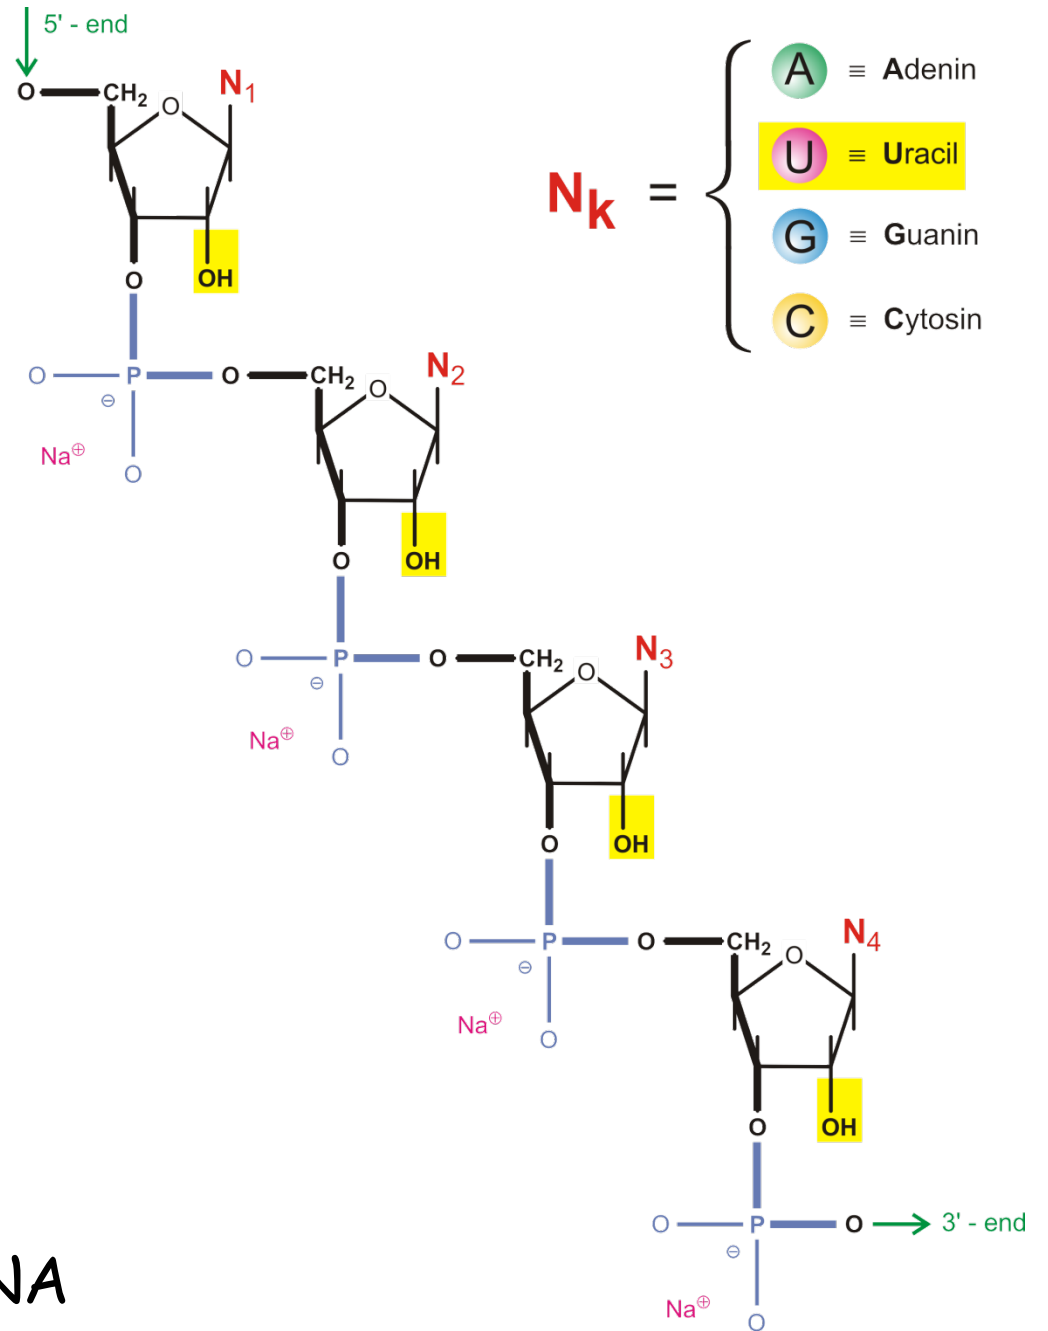 5' - end
O CH₂ O N₁
O OH
Nₖ = A ≡ Adenin
U ≡ Uracil
G ≡ Guanin
C ≡ Cytosin
O P O CH₂ O N₂
⊖
Na⊕
O
O OH
O P O CH₂ O N₃
⊖
Na⊕
O
O OH
O P O CH₂ O N₄
⊖
Na⊕
O
O OH
O P O 3' - end
⊖
Na⊕
O